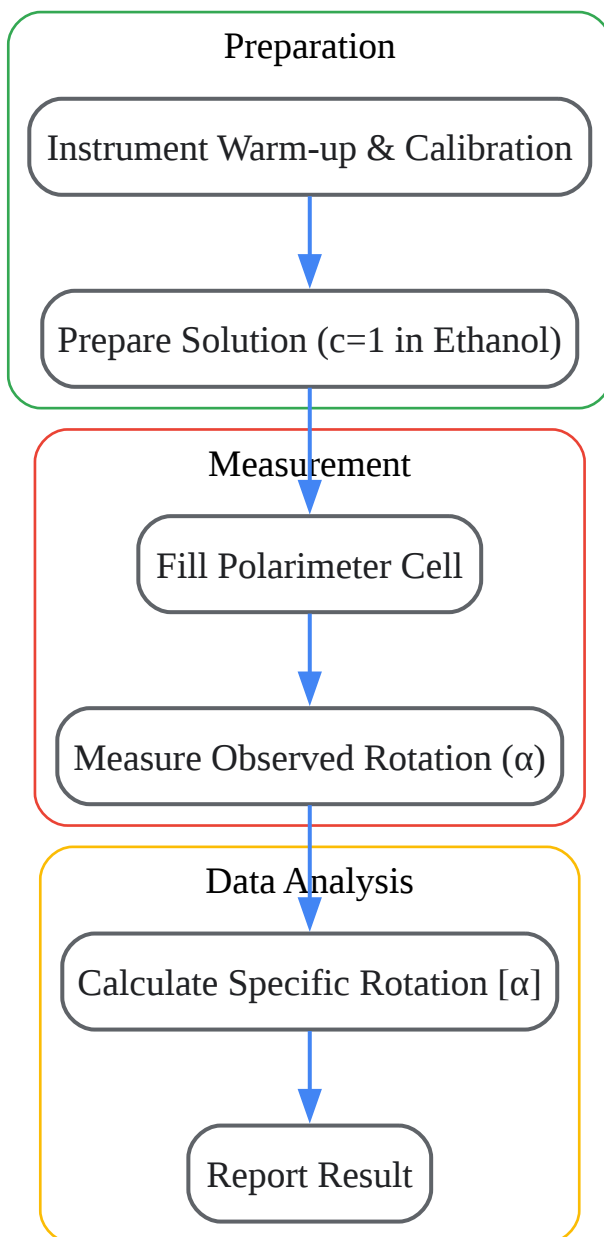 Preparation
Instrument Warm-up & Calibration
Prepare Solution (c=1 in Ethanol)
Measurement
Fill Polarimeter Cell
Measure Observed Rotation (α)
Data Analysis
Calculate Specific Rotation [α]
Report Result